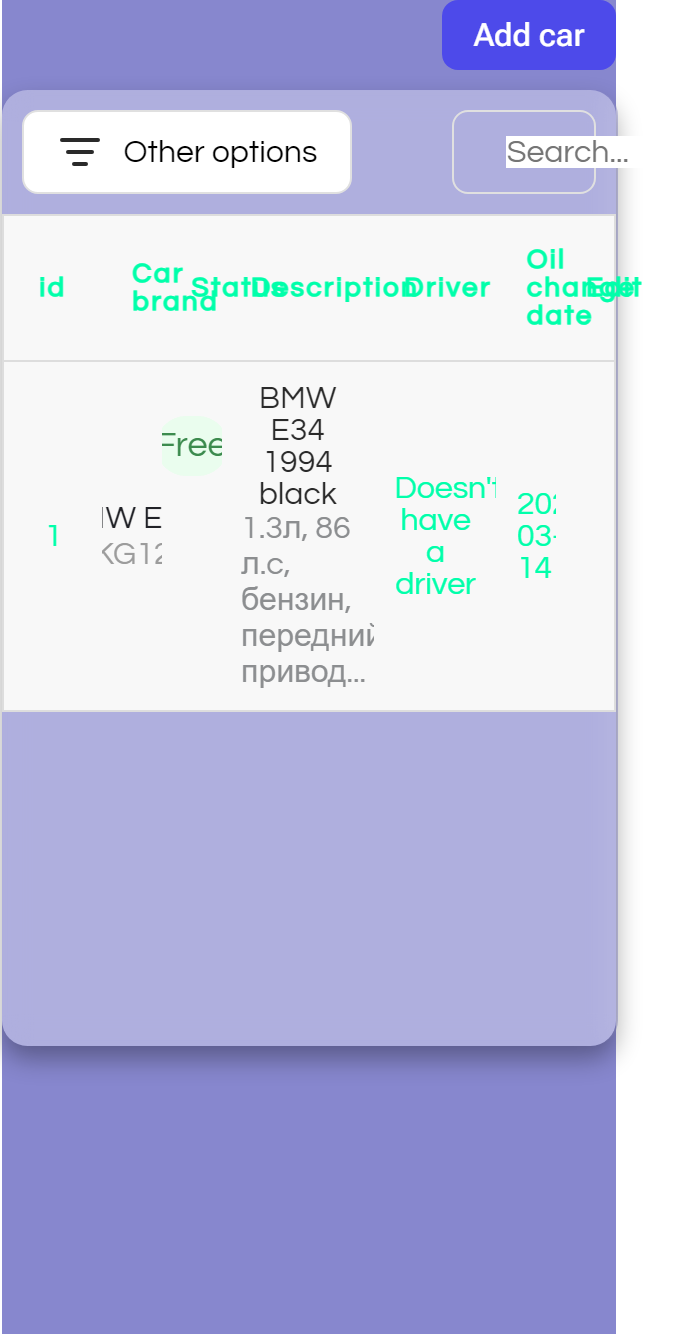 Add car
Other options
Search...
id
Car
brand
Status
Description
Driver
Oil
change
date
Edit
1
W E
KG12
Free
BMW
E34
1994
black
1.3л, 86
л.с,
бензин,
передний
привод...
Doesn't
have
a
driver
202
03-
14